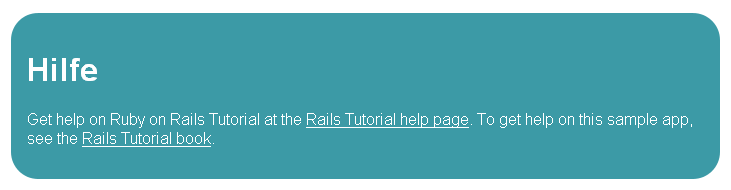 Hilfe
Get help on Ruby on Rails Tutorial at the Rails Tutorial help page. To get help on this sample app,
see the Rails Tutorial book.